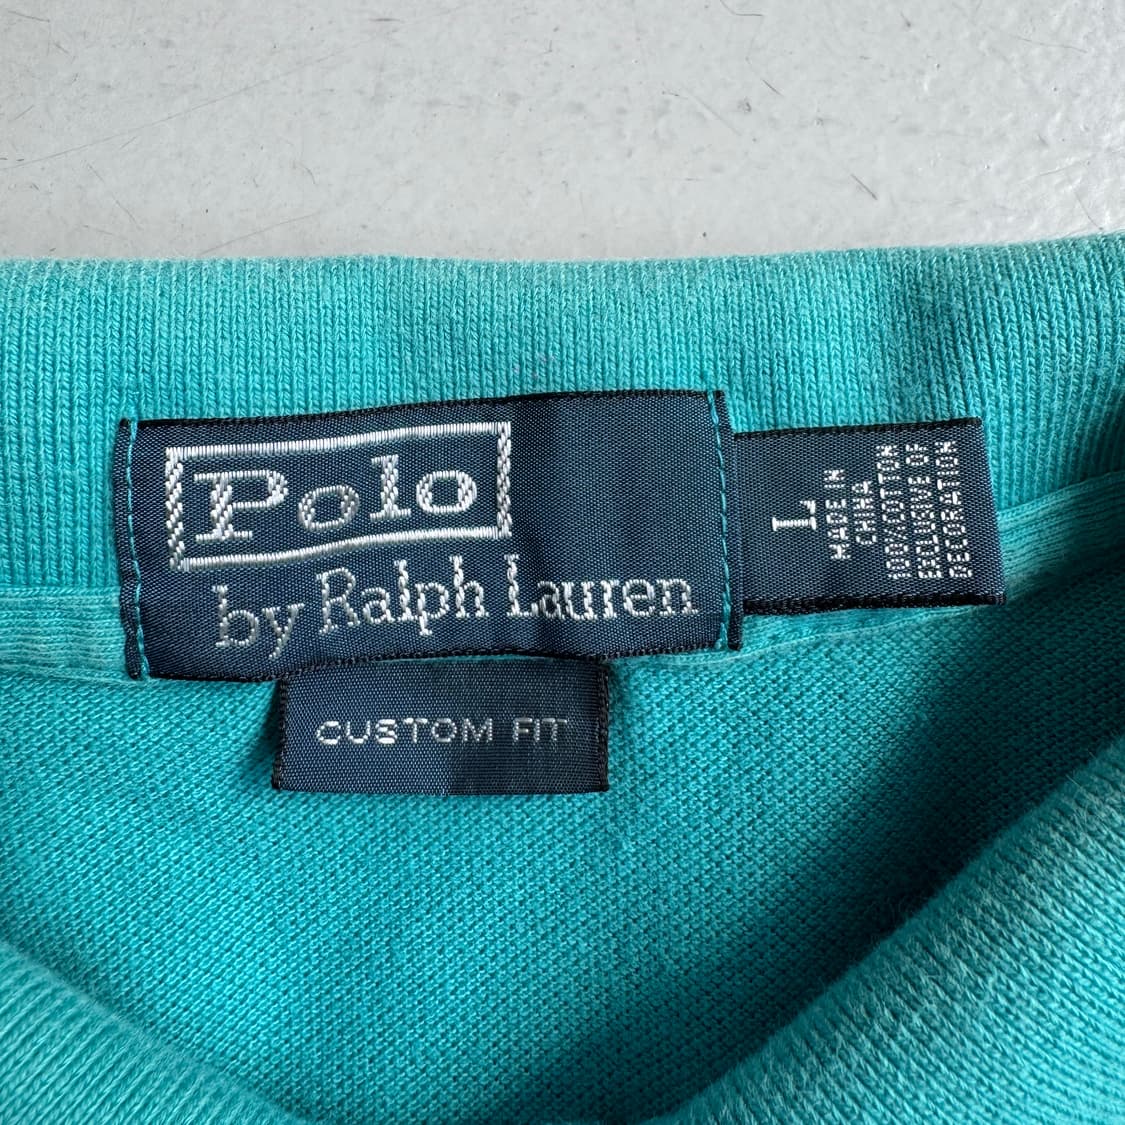 Polo
by Ralph Lauren
CUSTOM FIT
L
MADE IN
CHINA
100%COTTON
EXCLUSIVE OF
DECORATION